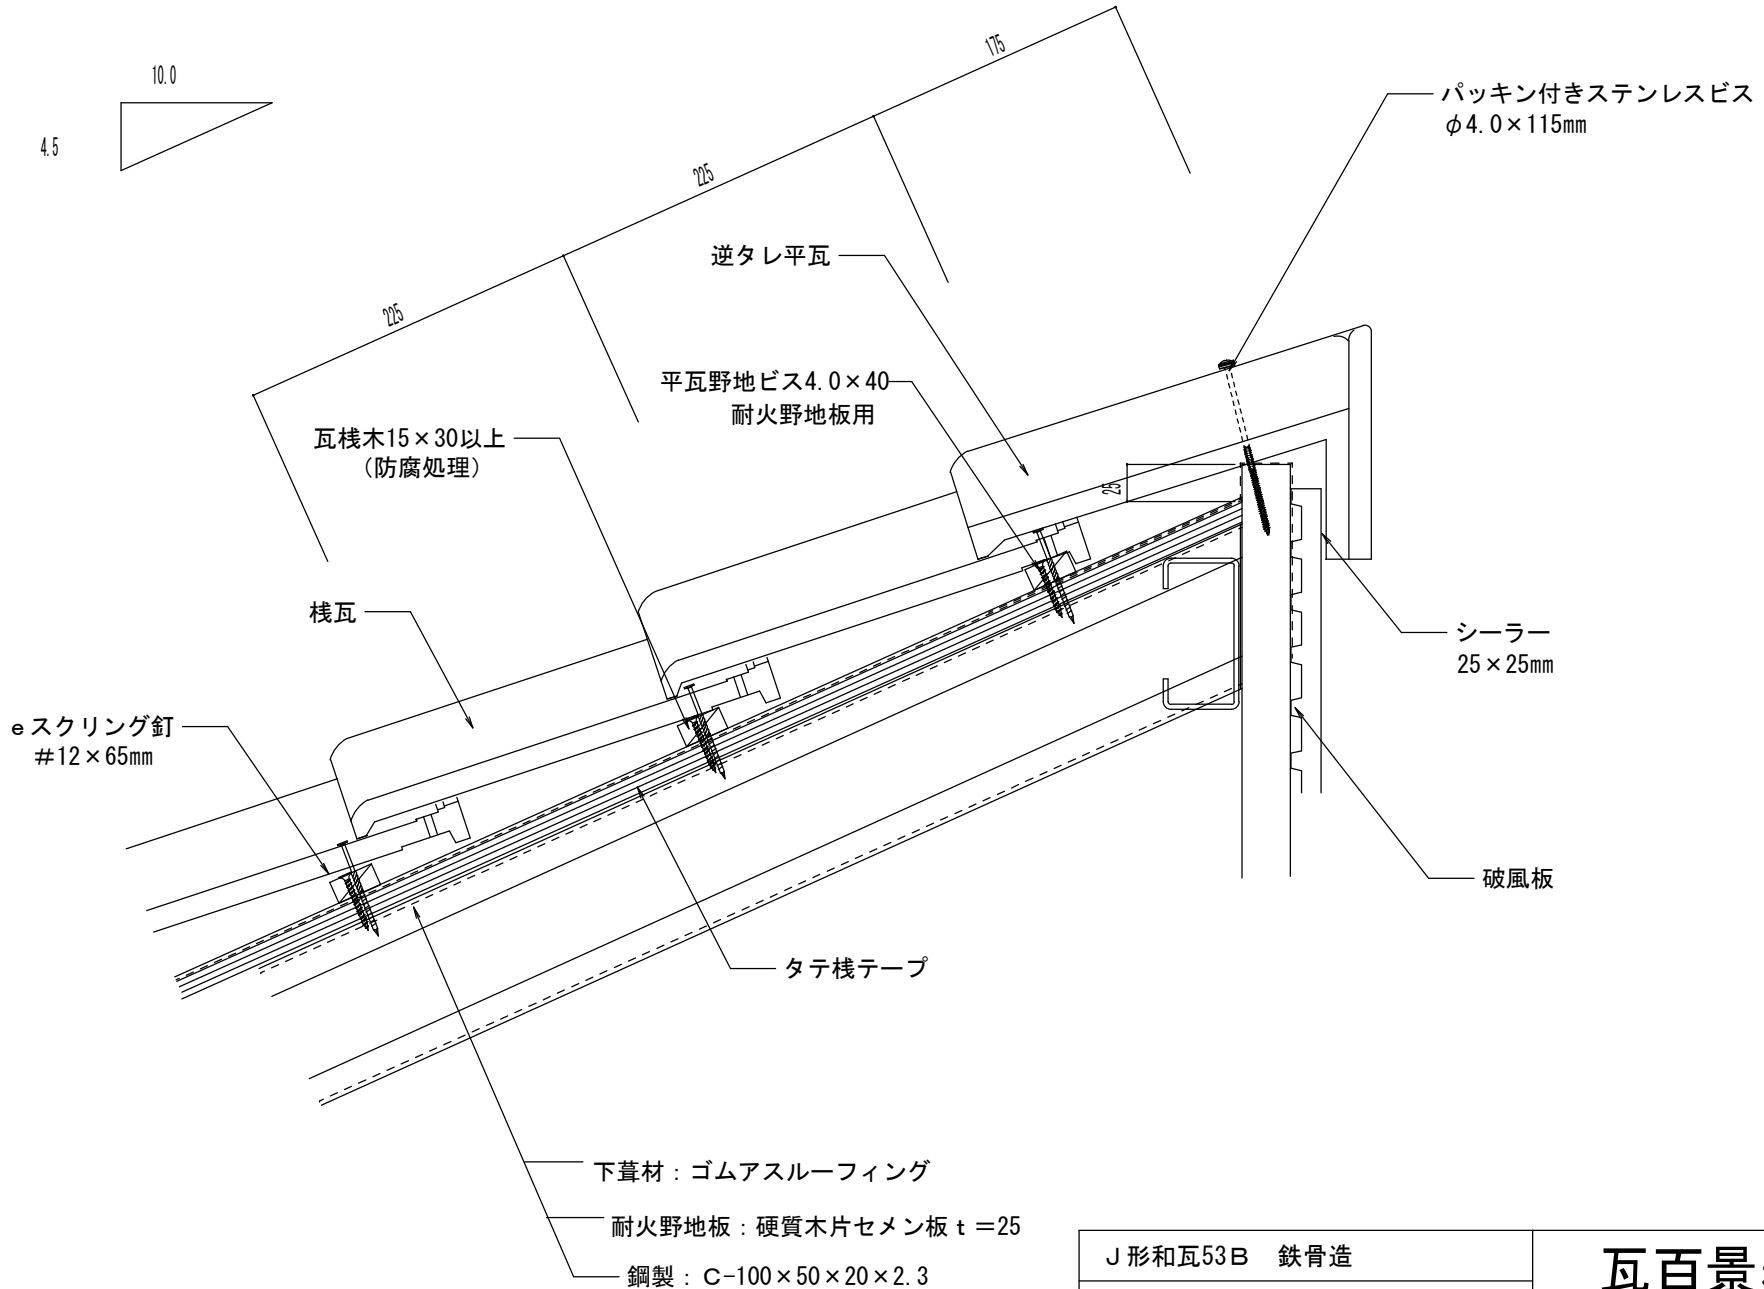 10.0
4.5
175
225
225
パッキン付きステンレスビス
φ4.0×115mm
逆タレ平瓦
平瓦野地ビス4.0×40
耐火野地板用
瓦桟木15×30以上
(防腐処理)
25
桟瓦
シーラー
25×25mm
eスクリング釘
#12×65mm
破風板
タテ桟テープ
下葺材：ゴムアスルーフィング
耐火野地板：硬質木片セメン板ｔ＝25
鋼製：C-100×50×20×2.3
Ｊ形和瓦53Ｂ 鉄骨造
瓦百景